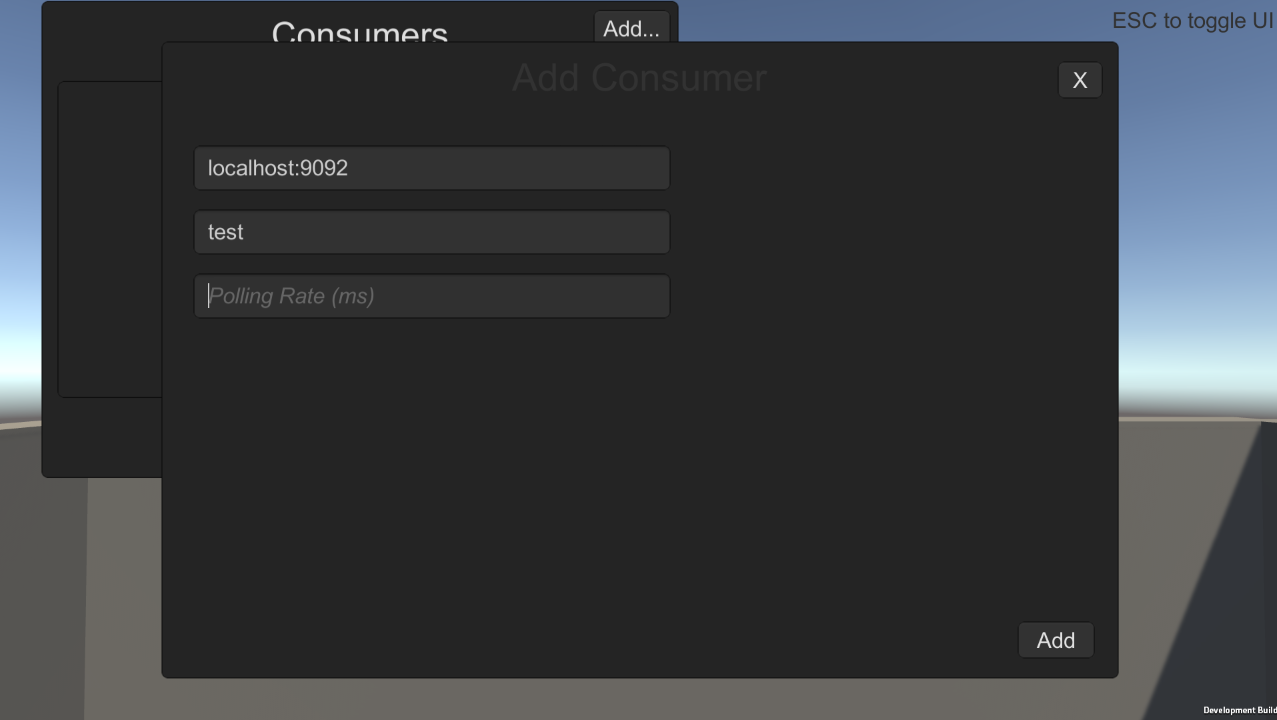 Consumers
Add...
ESC to toggle UI
Add Consumer
X
localhost:9092
test
Polling Rate (ms)
Add
Development Build